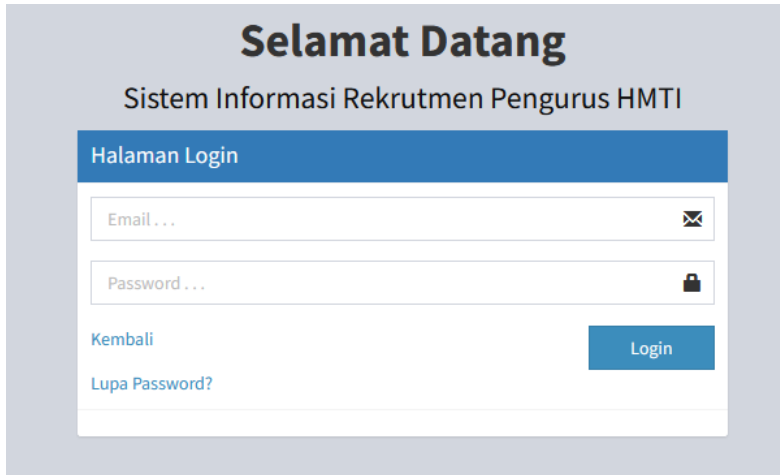 Selamat Datang
Sistem Informasi Rekrutmen Pengurus HMTI
Halaman Login
Email . . .
Password . . .
Kembali
Login
Lupa Password?